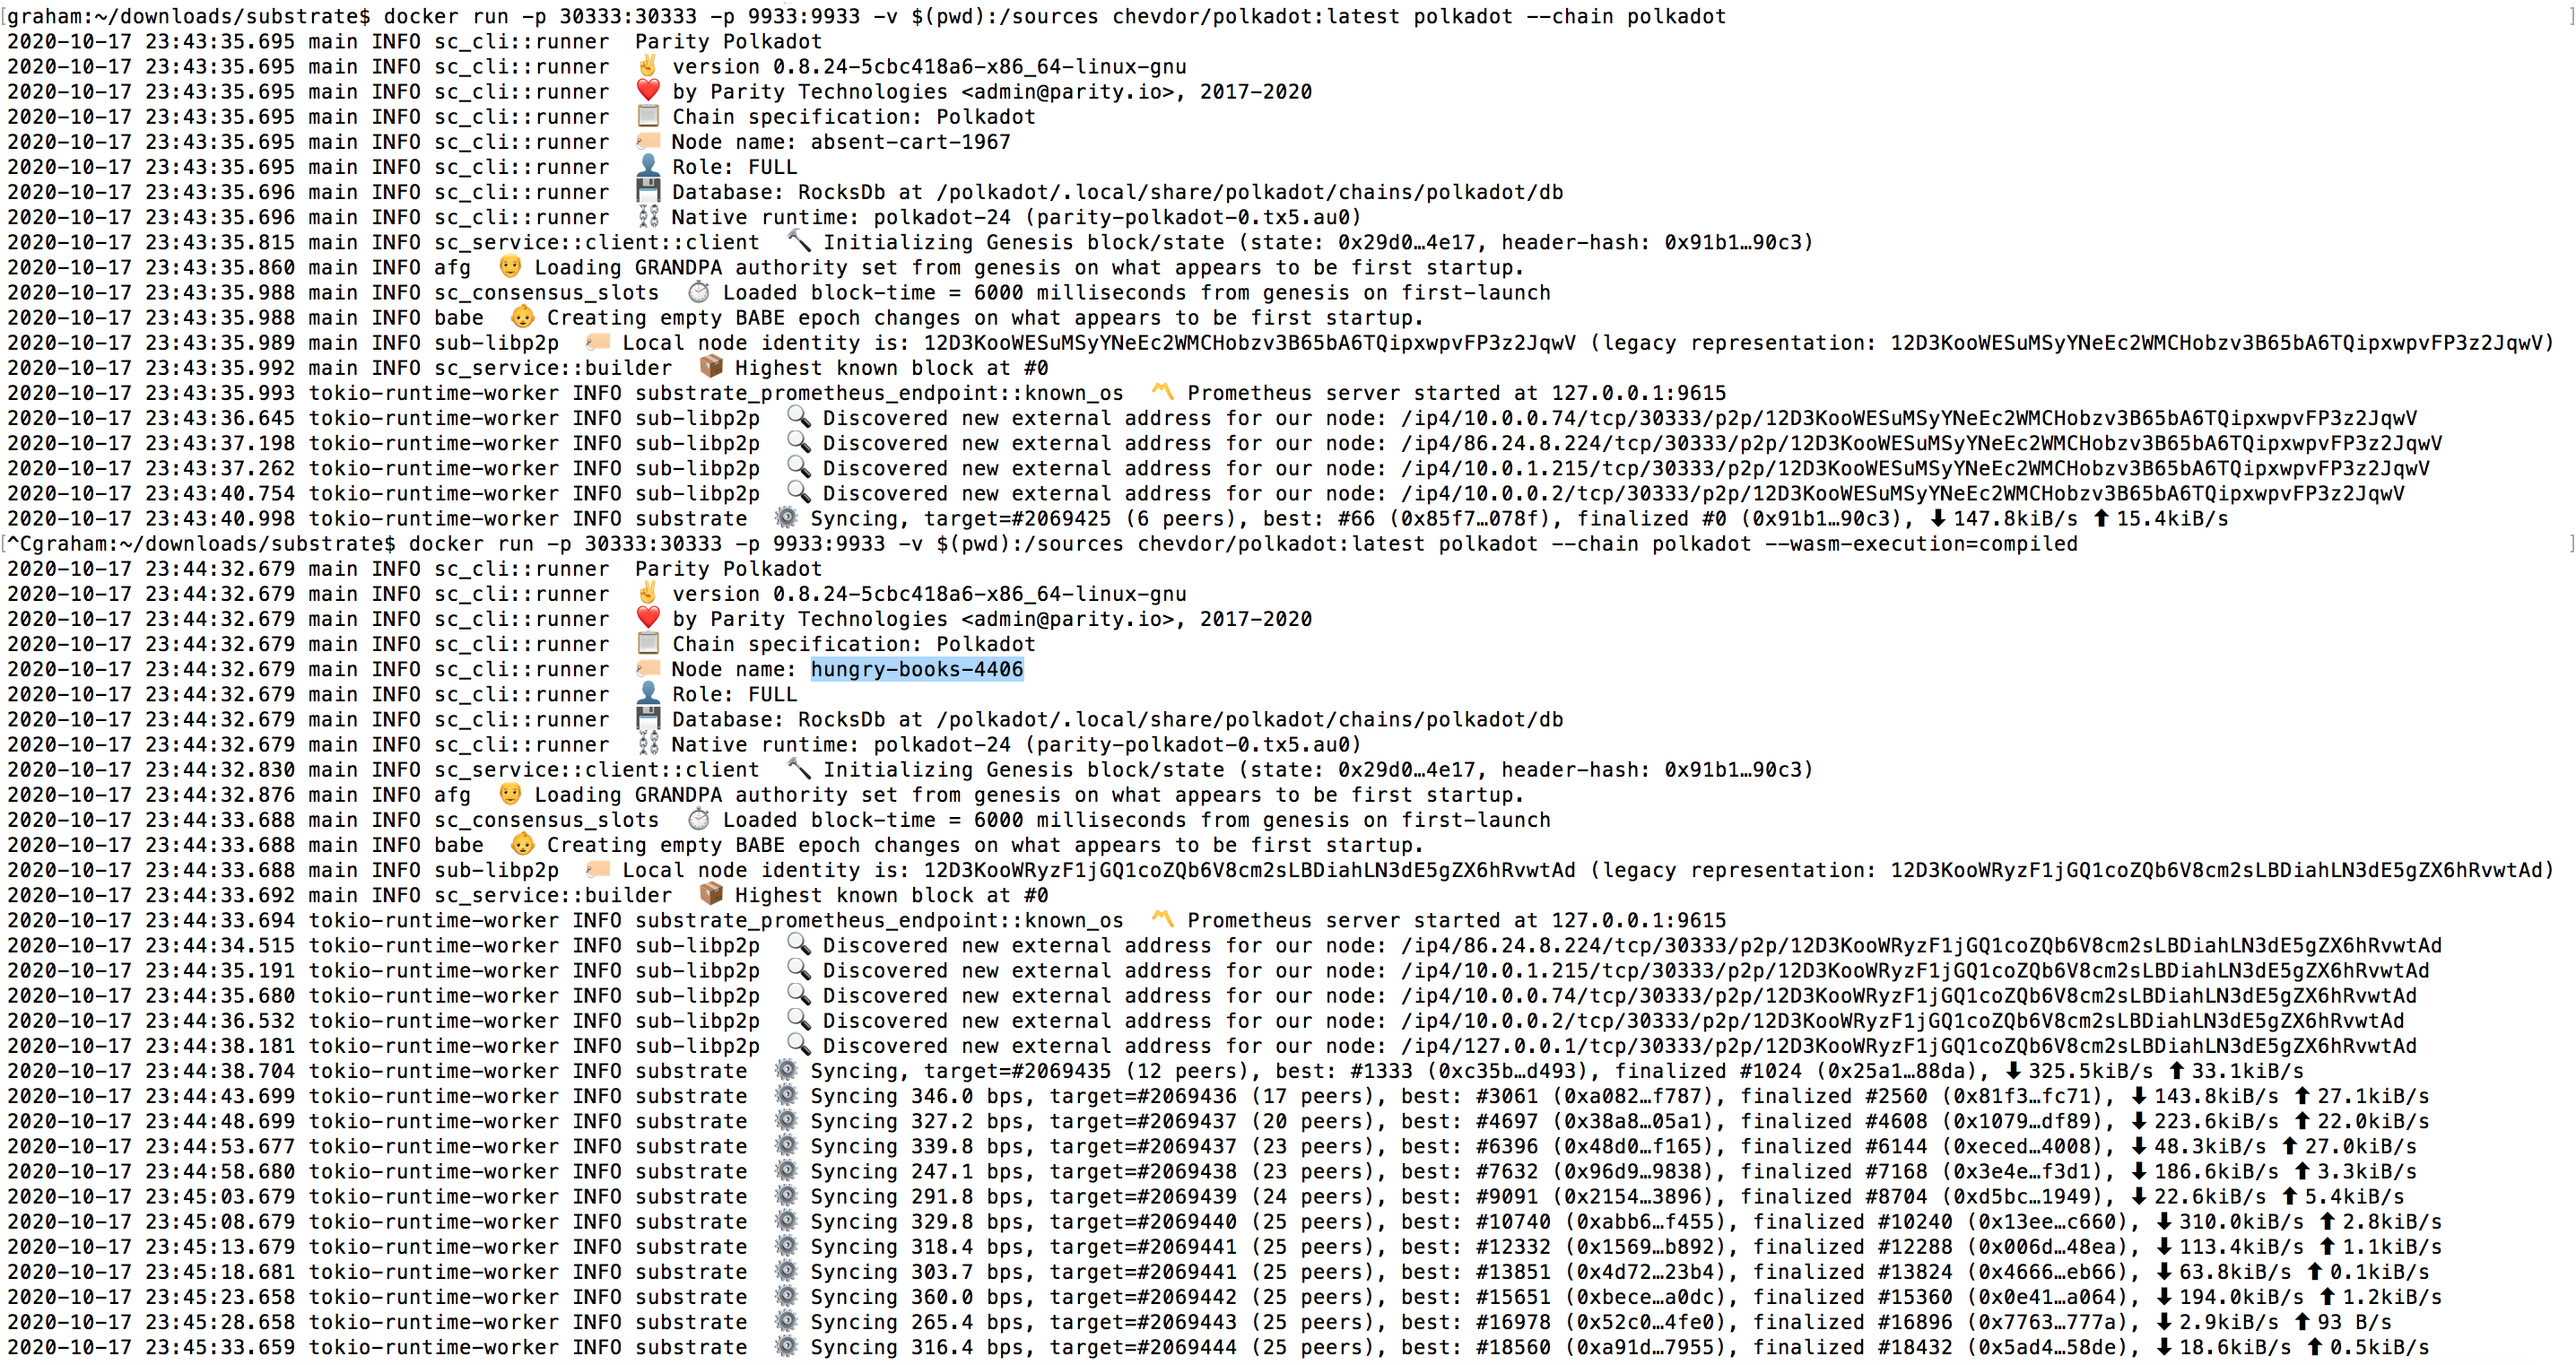 [graham:~/downloads/substrate$ docker run -p 30333:30333 -p 9933:9933 -v $(pwd):/sources chevdor/polkadot:latest polkadot --chain polkadot ]
2020-10-17 23:43:35.695 main INFO sc_cli::runner  Parity Polkadot
2020-10-17 23:43:35.695 main INFO sc_cli::runner  ✌️ version 0.8.24-5cbc418a6-x86_64-linux-gnu
2020-10-17 23:43:35.695 main INFO sc_cli::runner  ❤️ by Parity Technologies <admin@parity.io>, 2017-2020
2020-10-17 23:43:35.695 main INFO sc_cli::runner  📋 Chain specification: Polkadot
2020-10-17 23:43:35.695 main INFO sc_cli::runner  🏷 Node name: absent-cart-1967
2020-10-17 23:43:35.695 main INFO sc_cli::runner  👤 Role: FULL
2020-10-17 23:43:35.696 main INFO sc_cli::runner  💾 Database: RocksDb at /polkadot/.local/share/polkadot/chains/polkadot/db
2020-10-17 23:43:35.696 main INFO sc_cli::runner  ⛓ Native runtime: polkadot-24 (parity-polkadot-0.tx5.au0)
2020-10-17 23:43:35.815 main INFO sc_service::client::client  🔨 Initializing Genesis block/state (state: 0x29d0…4e17, header-hash: 0x91b1…90c3)
2020-10-17 23:43:35.860 main INFO afg  👴 Loading GRANDPA authority set from genesis on what appears to be first startup.
2020-10-17 23:43:35.988 main INFO sc_consensus_slots  ⏱ Loaded block-time = 6000 milliseconds from genesis on first-launch
2020-10-17 23:43:35.988 main INFO babe  👶 Creating empty BABE epoch changes on what appears to be first startup.
2020-10-17 23:43:35.989 main INFO sub-libp2p  🏷 Local node identity is: 12D3KooWESuMSyYNeEc2WMCHobzv3B65bA6TQipxwpvFP3z2JqwV (legacy representation: 12D3KooWESuMSyYNeEc2WMCHobzv3B65bA6TQipxwpvFP3z2JqwV)
2020-10-17 23:43:35.992 main INFO sc_service::builder  📦 Highest known block at #0
2020-10-17 23:43:35.993 tokio-runtime-worker INFO substrate_prometheus_endpoint::known_os  〽️ Prometheus server started at 127.0.0.1:9615
2020-10-17 23:43:36.645 tokio-runtime-worker INFO sub-libp2p  🔍 Discovered new external address for our node: /ip4/10.0.0.74/tcp/30333/p2p/12D3KooWESuMSyYNeEc2WMCHobzv3B65bA6TQipxwpvFP3z2JqwV
2020-10-17 23:43:37.198 tokio-runtime-worker INFO sub-libp2p  🔍 Discovered new external address for our node: /ip4/86.24.8.224/tcp/30333/p2p/12D3KooWESuMSyYNeEc2WMCHobzv3B65bA6TQipxwpvFP3z2JqwV
2020-10-17 23:43:37.262 tokio-runtime-worker INFO sub-libp2p  🔍 Discovered new external address for our node: /ip4/10.0.1.215/tcp/30333/p2p/12D3KooWESuMSyYNeEc2WMCHobzv3B65bA6TQipxwpvFP3z2JqwV
2020-10-17 23:43:40.754 tokio-runtime-worker INFO sub-libp2p  🔍 Discovered new external address for our node: /ip4/10.0.0.2/tcp/30333/p2p/12D3KooWESuMSyYNeEc2WMCHobzv3B65bA6TQipxwpvFP3z2JqwV
2020-10-17 23:43:40.998 tokio-runtime-worker INFO substrate  ⚙️ Syncing, target=#2069425 (6 peers), best: #66 (0x85f7…078f), finalized #0 (0x91b1…90c3), ⬇ 147.8kiB/s ⬆ 15.4kiB/s
[^Cgraham:~/downloads/substrate$ docker run -p 30333:30333 -p 9933:9933 -v $(pwd):/sources chevdor/polkadot:latest polkadot --chain polkadot --wasm-execution=compiled ]
2020-10-17 23:44:32.679 main INFO sc_cli::runner  Parity Polkadot
2020-10-17 23:44:32.679 main INFO sc_cli::runner  ✌️ version 0.8.24-5cbc418a6-x86_64-linux-gnu
2020-10-17 23:44:32.679 main INFO sc_cli::runner  ❤️ by Parity Technologies <admin@parity.io>, 2017-2020
2020-10-17 23:44:32.679 main INFO sc_cli::runner  📋 Chain specification: Polkadot
2020-10-17 23:44:32.679 main INFO sc_cli::runner  🏷 Node name: hungry-books-4406
2020-10-17 23:44:32.679 main INFO sc_cli::runner  👤 Role: FULL
2020-10-17 23:44:32.679 main INFO sc_cli::runner  💾 Database: RocksDb at /polkadot/.local/share/polkadot/chains/polkadot/db
2020-10-17 23:44:32.679 main INFO sc_cli::runner  ⛓ Native runtime: polkadot-24 (parity-polkadot-0.tx5.au0)
2020-10-17 23:44:32.830 main INFO sc_service::client::client  🔨 Initializing Genesis block/state (state: 0x29d0…4e17, header-hash: 0x91b1…90c3)
2020-10-17 23:44:32.876 main INFO afg  👴 Loading GRANDPA authority set from genesis on what appears to be first startup.
2020-10-17 23:44:33.688 main INFO sc_consensus_slots  ⏱ Loaded block-time = 6000 milliseconds from genesis on first-launch
2020-10-17 23:44:33.688 main INFO babe  👶 Creating empty BABE epoch changes on what appears to be first startup.
2020-10-17 23:44:33.688 main INFO sub-libp2p  🏷 Local node identity is: 12D3KooWRyzF1jGQ1coZQb6V8cm2sLBDiahLN3dE5gZX6hRvwtAd (legacy representation: 12D3KooWRyzF1jGQ1coZQb6V8cm2sLBDiahLN3dE5gZX6hRvwtAd)
2020-10-17 23:44:33.692 main INFO sc_service::builder  📦 Highest known block at #0
2020-10-17 23:44:33.694 tokio-runtime-worker INFO substrate_prometheus_endpoint::known_os  〽️ Prometheus server started at 127.0.0.1:9615
2020-10-17 23:44:34.515 tokio-runtime-worker INFO sub-libp2p  🔍 Discovered new external address for our node: /ip4/86.24.8.224/tcp/30333/p2p/12D3KooWRyzF1jGQ1coZQb6V8cm2sLBDiahLN3dE5gZX6hRvwtAd
2020-10-17 23:44:35.191 tokio-runtime-worker INFO sub-libp2p  🔍 Discovered new external address for our node: /ip4/10.0.1.215/tcp/30333/p2p/12D3KooWRyzF1jGQ1coZQb6V8cm2sLBDiahLN3dE5gZX6hRvwtAd
2020-10-17 23:44:35.680 tokio-runtime-worker INFO sub-libp2p  🔍 Discovered new external address for our node: /ip4/10.0.0.74/tcp/30333/p2p/12D3KooWRyzF1jGQ1coZQb6V8cm2sLBDiahLN3dE5gZX6hRvwtAd
2020-10-17 23:44:36.532 tokio-runtime-worker INFO sub-libp2p  🔍 Discovered new external address for our node: /ip4/10.0.0.2/tcp/30333/p2p/12D3KooWRyzF1jGQ1coZQb6V8cm2sLBDiahLN3dE5gZX6hRvwtAd
2020-10-17 23:44:38.181 tokio-runtime-worker INFO sub-libp2p  🔍 Discovered new external address for our node: /ip4/127.0.0.1/tcp/30333/p2p/12D3KooWRyzF1jGQ1coZQb6V8cm2sLBDiahLN3dE5gZX6hRvwtAd
2020-10-17 23:44:38.704 tokio-runtime-worker INFO substrate  ⚙️ Syncing, target=#2069435 (12 peers), best: #1333 (0xc35b…d493), finalized #1024 (0x25a1…88da), ⬇ 325.5kiB/s ⬆ 33.1kiB/s
2020-10-17 23:44:43.699 tokio-runtime-worker INFO substrate  ⚙️ Syncing 346.0 bps, target=#2069436 (17 peers), best: #3061 (0xa082…f787), finalized #2560 (0x81f3…fc71), ⬇ 143.8kiB/s ⬆ 27.1kiB/s
2020-10-17 23:44:48.699 tokio-runtime-worker INFO substrate  ⚙️ Syncing 327.2 bps, target=#2069437 (20 peers), best: #4697 (0x38a8…05a1), finalized #4608 (0x1079…df89), ⬇ 223.6kiB/s ⬆ 22.0kiB/s
2020-10-17 23:44:53.677 tokio-runtime-worker INFO substrate  ⚙️ Syncing 339.8 bps, target=#2069437 (23 peers), best: #6396 (0x48d0…f165), finalized #6144 (0xeced…4008), ⬇ 48.3kiB/s ⬆ 27.0kiB/s
2020-10-17 23:44:58.680 tokio-runtime-worker INFO substrate  ⚙️ Syncing 247.1 bps, target=#2069438 (23 peers), best: #7632 (0x96d9…9838), finalized #7168 (0x3e4e…f3d1), ⬇ 186.6kiB/s ⬆ 3.3kiB/s
2020-10-17 23:45:03.679 tokio-runtime-worker INFO substrate  ⚙️ Syncing 291.8 bps, target=#2069439 (24 peers), best: #9091 (0x2154…3896), finalized #8704 (0xd5bc…1949), ⬇ 22.6kiB/s ⬆ 5.4kiB/s
2020-10-17 23:45:08.679 tokio-runtime-worker INFO substrate  ⚙️ Syncing 329.8 bps, target=#2069440 (25 peers), best: #10740 (0xabb6…f455), finalized #10240 (0x13ee…c660), ⬇ 310.0kiB/s ⬆ 2.8kiB/s
2020-10-17 23:45:13.679 tokio-runtime-worker INFO substrate  ⚙️ Syncing 318.4 bps, target=#2069441 (25 peers), best: #12332 (0x1569…b892), finalized #12288 (0x006d…48ea), ⬇ 113.4kiB/s ⬆ 1.1kiB/s
2020-10-17 23:45:18.681 tokio-runtime-worker INFO substrate  ⚙️ Syncing 303.7 bps, target=#2069441 (25 peers), best: #13851 (0x4d72…23b4), finalized #13824 (0x4666…eb66), ⬇ 63.8kiB/s ⬆ 0.1kiB/s
2020-10-17 23:45:23.658 tokio-runtime-worker INFO substrate  ⚙️ Syncing 360.0 bps, target=#2069442 (25 peers), best: #15651 (0xbece…a0dc), finalized #15360 (0x0e41…a064), ⬇ 194.0kiB/s ⬆ 1.2kiB/s
2020-10-17 23:45:28.658 tokio-runtime-worker INFO substrate  ⚙️ Syncing 265.4 bps, target=#2069443 (25 peers), best: #16978 (0x52c0…4fe0), finalized #16896 (0x7763…777a), ⬇ 2.9kiB/s ⬆ 93 B/s
2020-10-17 23:45:33.659 tokio-runtime-worker INFO substrate  ⚙️ Syncing 316.4 bps, target=#2069444 (25 peers), best: #18560 (0xa91d…7955), finalized #18432 (0x5ad4…58de), ⬇ 18.6kiB/s ⬆ 0.5kiB/s